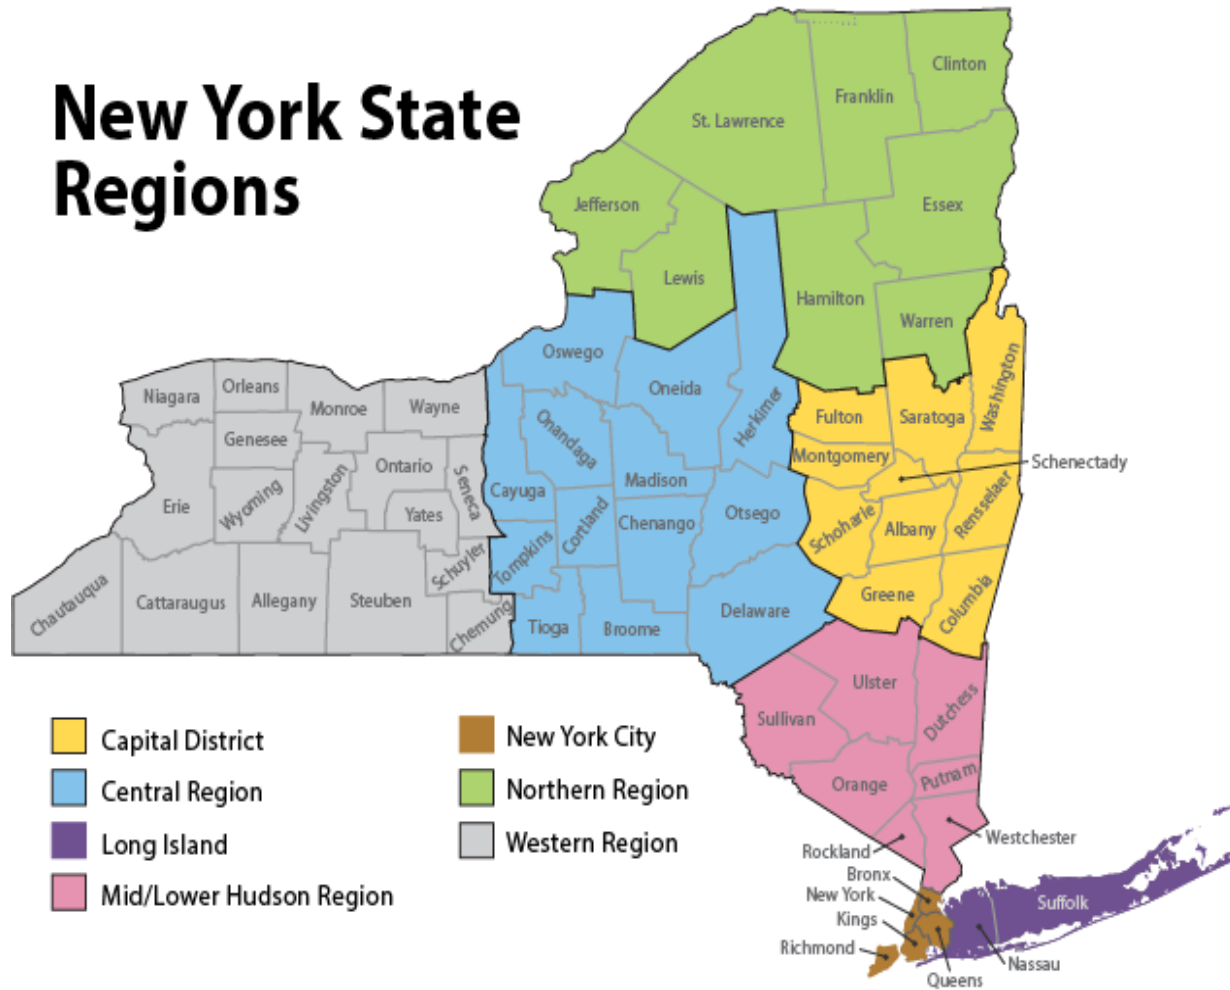 New York State
Regions
Clinton
Franklin
St. Lawrence
Jefferson
Essex
Lewis
Hamilton
Warren
Oswego
Oneida
Herkimer
Washington
Niagara
Orleans
Monroe
Wayne
Onandaga
Fulton
Saratoga
Genesee
Montgomery
Schenectady
Ontario
Seneca
Livingston
Wyoming
Erie
Yates
Cayuga
Madison
Cortland
Chenango
Otsego
Schoharie
Albany
Rensselaer
Tompkins
Schuyler
Chautauqua
Cattaraugus
Allegany
Steuben
Chemung
Tioga
Broome
Delaware
Greene
Columbia
Ulster
Sullivan
Dutchess
Orange
Putnam
Capital District
Central Region
Long Island
Mid/Lower Hudson Region
New York City
Northern Region
Western Region
Westchester
Rockland
Bronx
New York
Kings
Richmond
Queens
Nassau
Suffolk